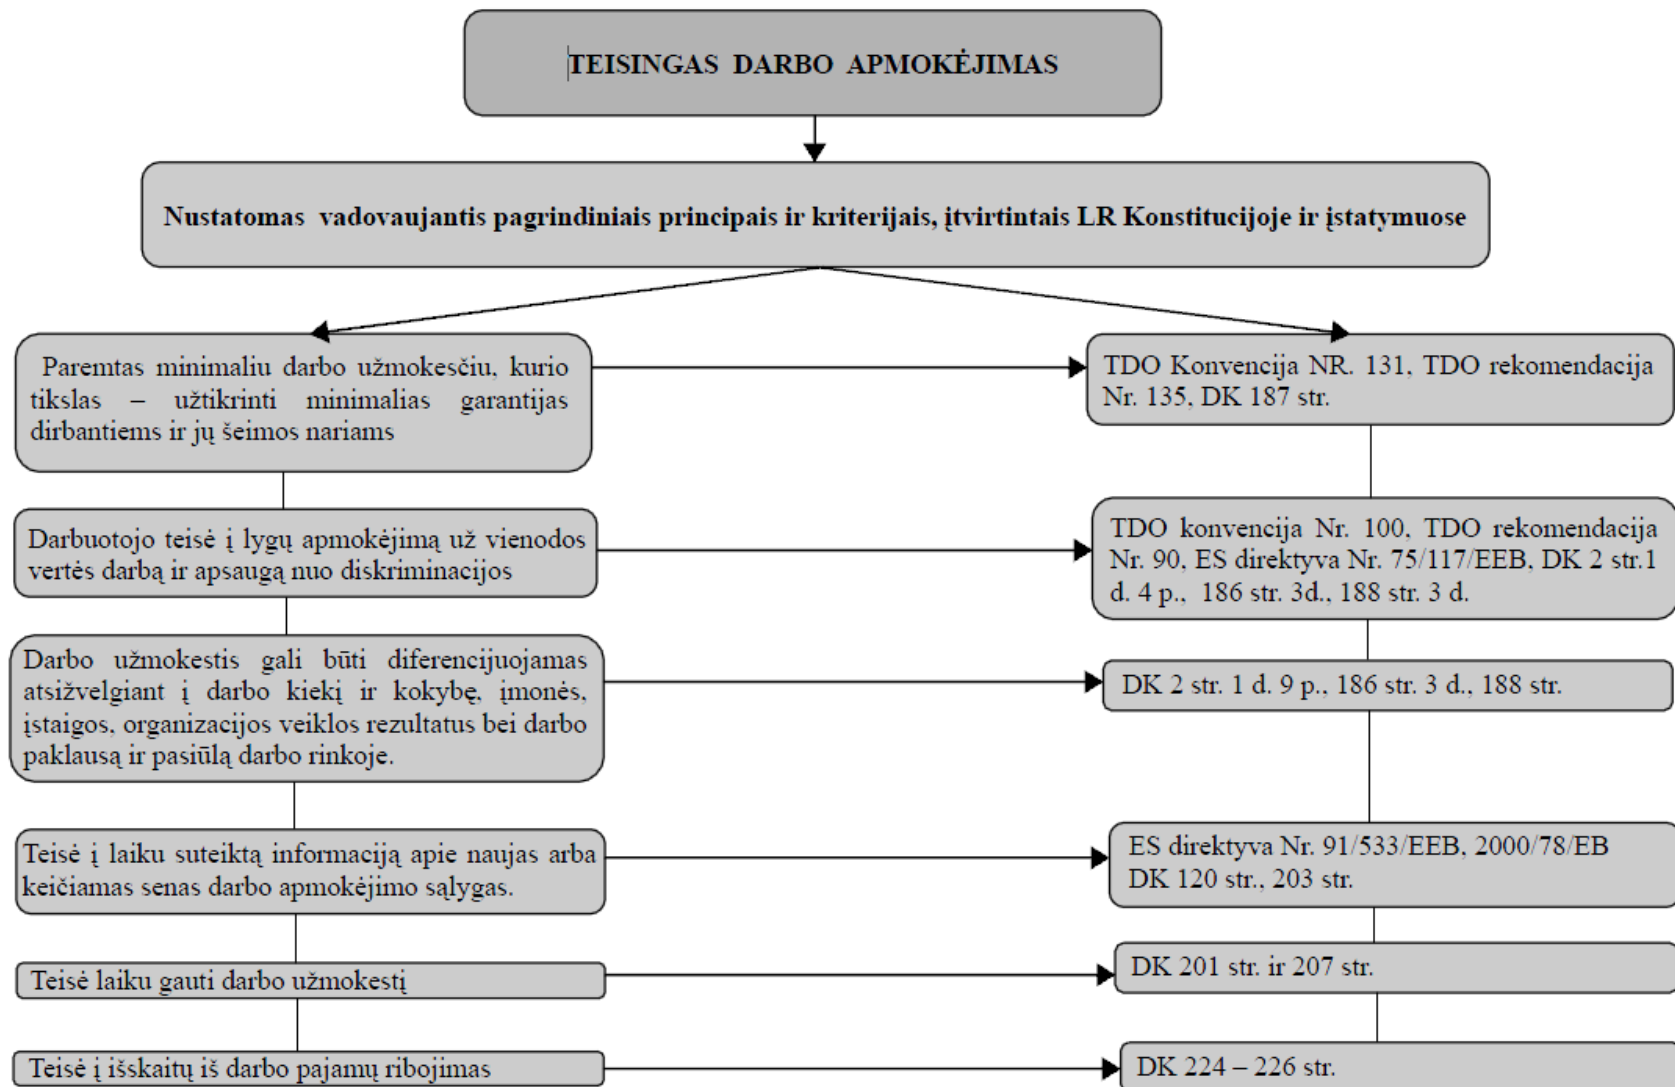 TEISINGAS DARBO APMOKĖJIMAS
Nustatomas vadovaujantis pagrindiniais principais ir kriterijais, įtvirtintais LR Konstitucijoje ir įstatymuose
Paremtas minimaliu darbo užmokesčiu, kurio
tikslas – užtikrinti minimalias garantijas
dirbantiems ir jų šeimos nariams
TDO Konvencija NR. 131, TDO rekomendacija
Nr. 135, DK 187 str.
Darbuotojo teisė į lygų apmokėjimą už vienodos
vertės darbą ir apsaugą nuo diskriminacijos
TDO konvencija Nr. 100, TDO rekomendacija
Nr. 90, ES direktyva Nr. 75/117/EEB, DK 2 str.1
d. 4 p., 186 str. 3d., 188 str. 3 d.
Darbo užmokestis gali būti diferencijuojamas
atsižvelgiant į darbo kiekį ir kokybę, įmonės,
įstaigos, organizacijos veiklos rezultatus bei darbo
paklausą ir pasiūlą darbo rinkoje.
DK 2 str. 1 d. 9 p., 186 str. 3 d., 188 str.
Teisė į laiku suteiktą informaciją apie naujas arba
keičiamas senas darbo apmokėjimo sąlygas.
ES direktyva Nr. 91/533/EEB, 2000/78/EB
DK 120 str., 203 str.
Teisė laiku gauti darbo užmokestį
DK 201 str. ir 207 str.
Teisė į išskaitų iš darbo pajamų ribojimas
DK 224 – 226 str.